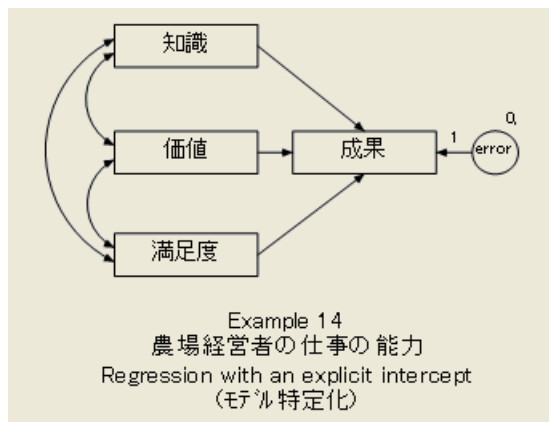 知識
価値
成果
1
0,
error
満足度
Example 14
農場経営者の仕事の能力
Regression with an explicit intercept
(モデル特定化)